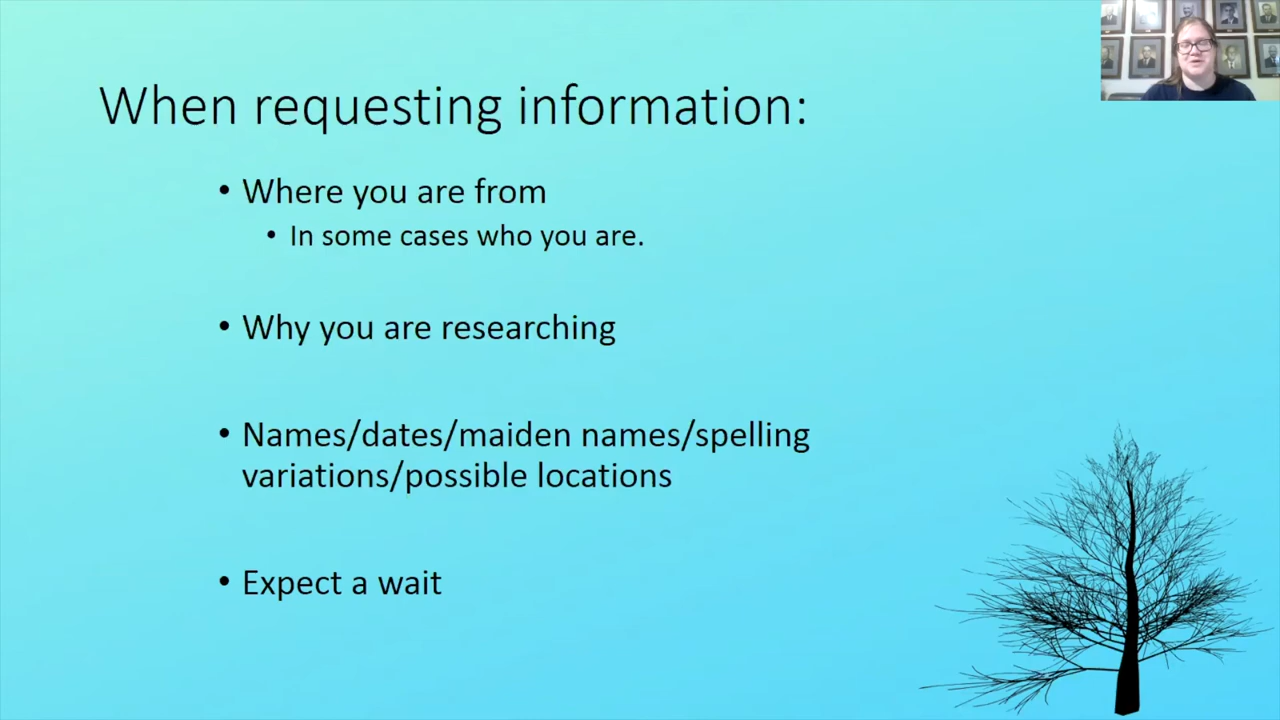 When requesting information:
• Where you are from
• In some cases who you are.
• Why you are researching
• Names/dates/maiden names/spelling
variations/possible locations
• Expect a wait